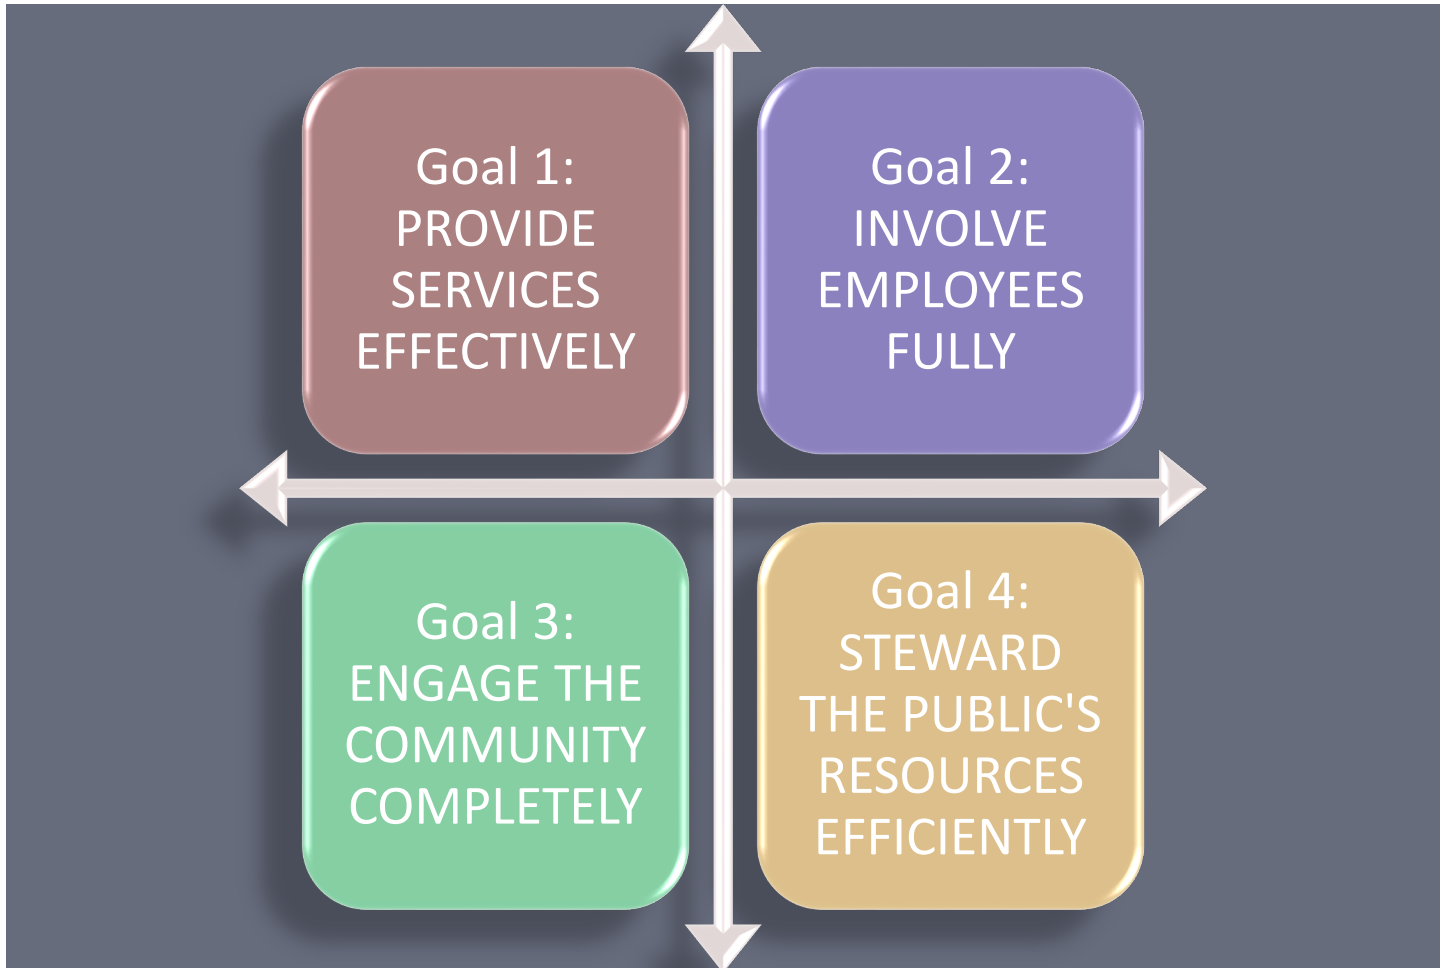 Goal 1:
PROVIDE
SERVICES
EFFECTIVELY
Goal 2:
INVOLVE
EMPLOYEES
FULLY
Goal 3:
ENGAGE THE
COMMUNITY
COMPLETELY
Goal 4:
STEWARD
THE PUBLIC'S
RESOURCES
EFFICIENTLY